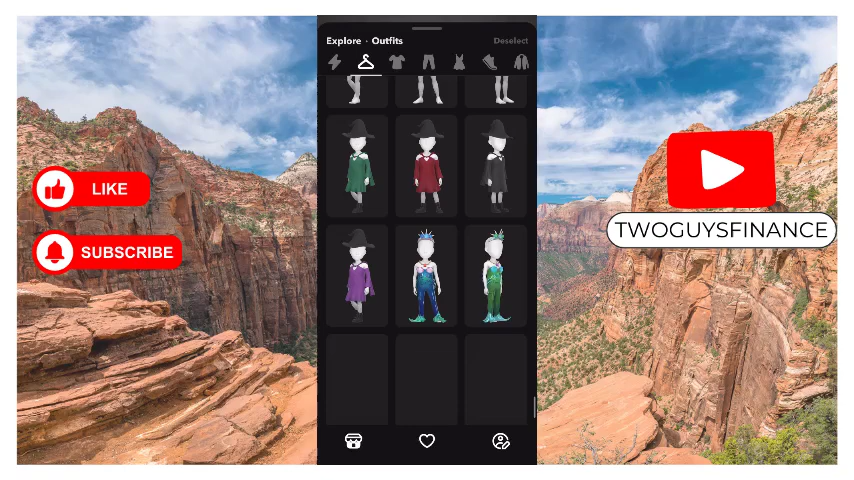 Explore · Outfits
Deselect
LIKE
SUBSCRIBE
TWOGUYSFINANCE